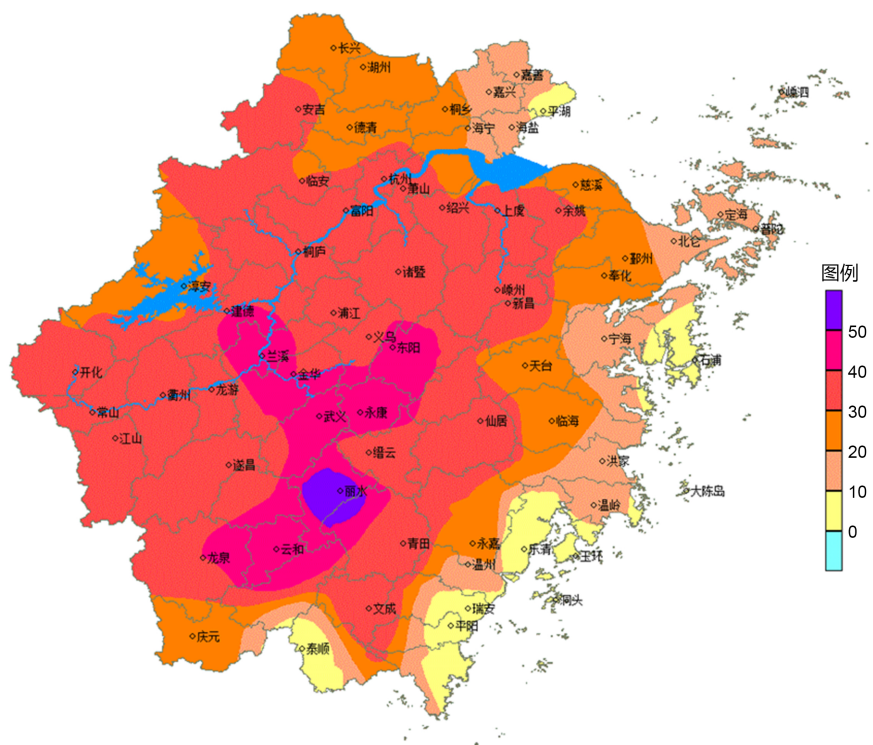 长兴
湖州
嘉善
嘉兴
嵊泗
安吉
桐乡
平湖
德清
海宁
海盐
临安
杭州
萧山
慈溪
富阳
绍兴
上虞
余姚
定海
普陀
桐庐
北仑
鄞州
诸暨
奉化
图例
淳安
嵊州
新昌
建德
浦江
50
义乌
宁海
东阳
兰溪
石浦
天台
开化
金华
40
龙游
衢州
常山
武义
永康
30
仙居
临海
江山
缙云
20
遂昌
洪家
丽水
大陈岛
10
温岭
0
龙泉
云和
青田
永嘉
乐清
玉环
温州
洞头
文成
瑞安
平阳
庆元
泰顺